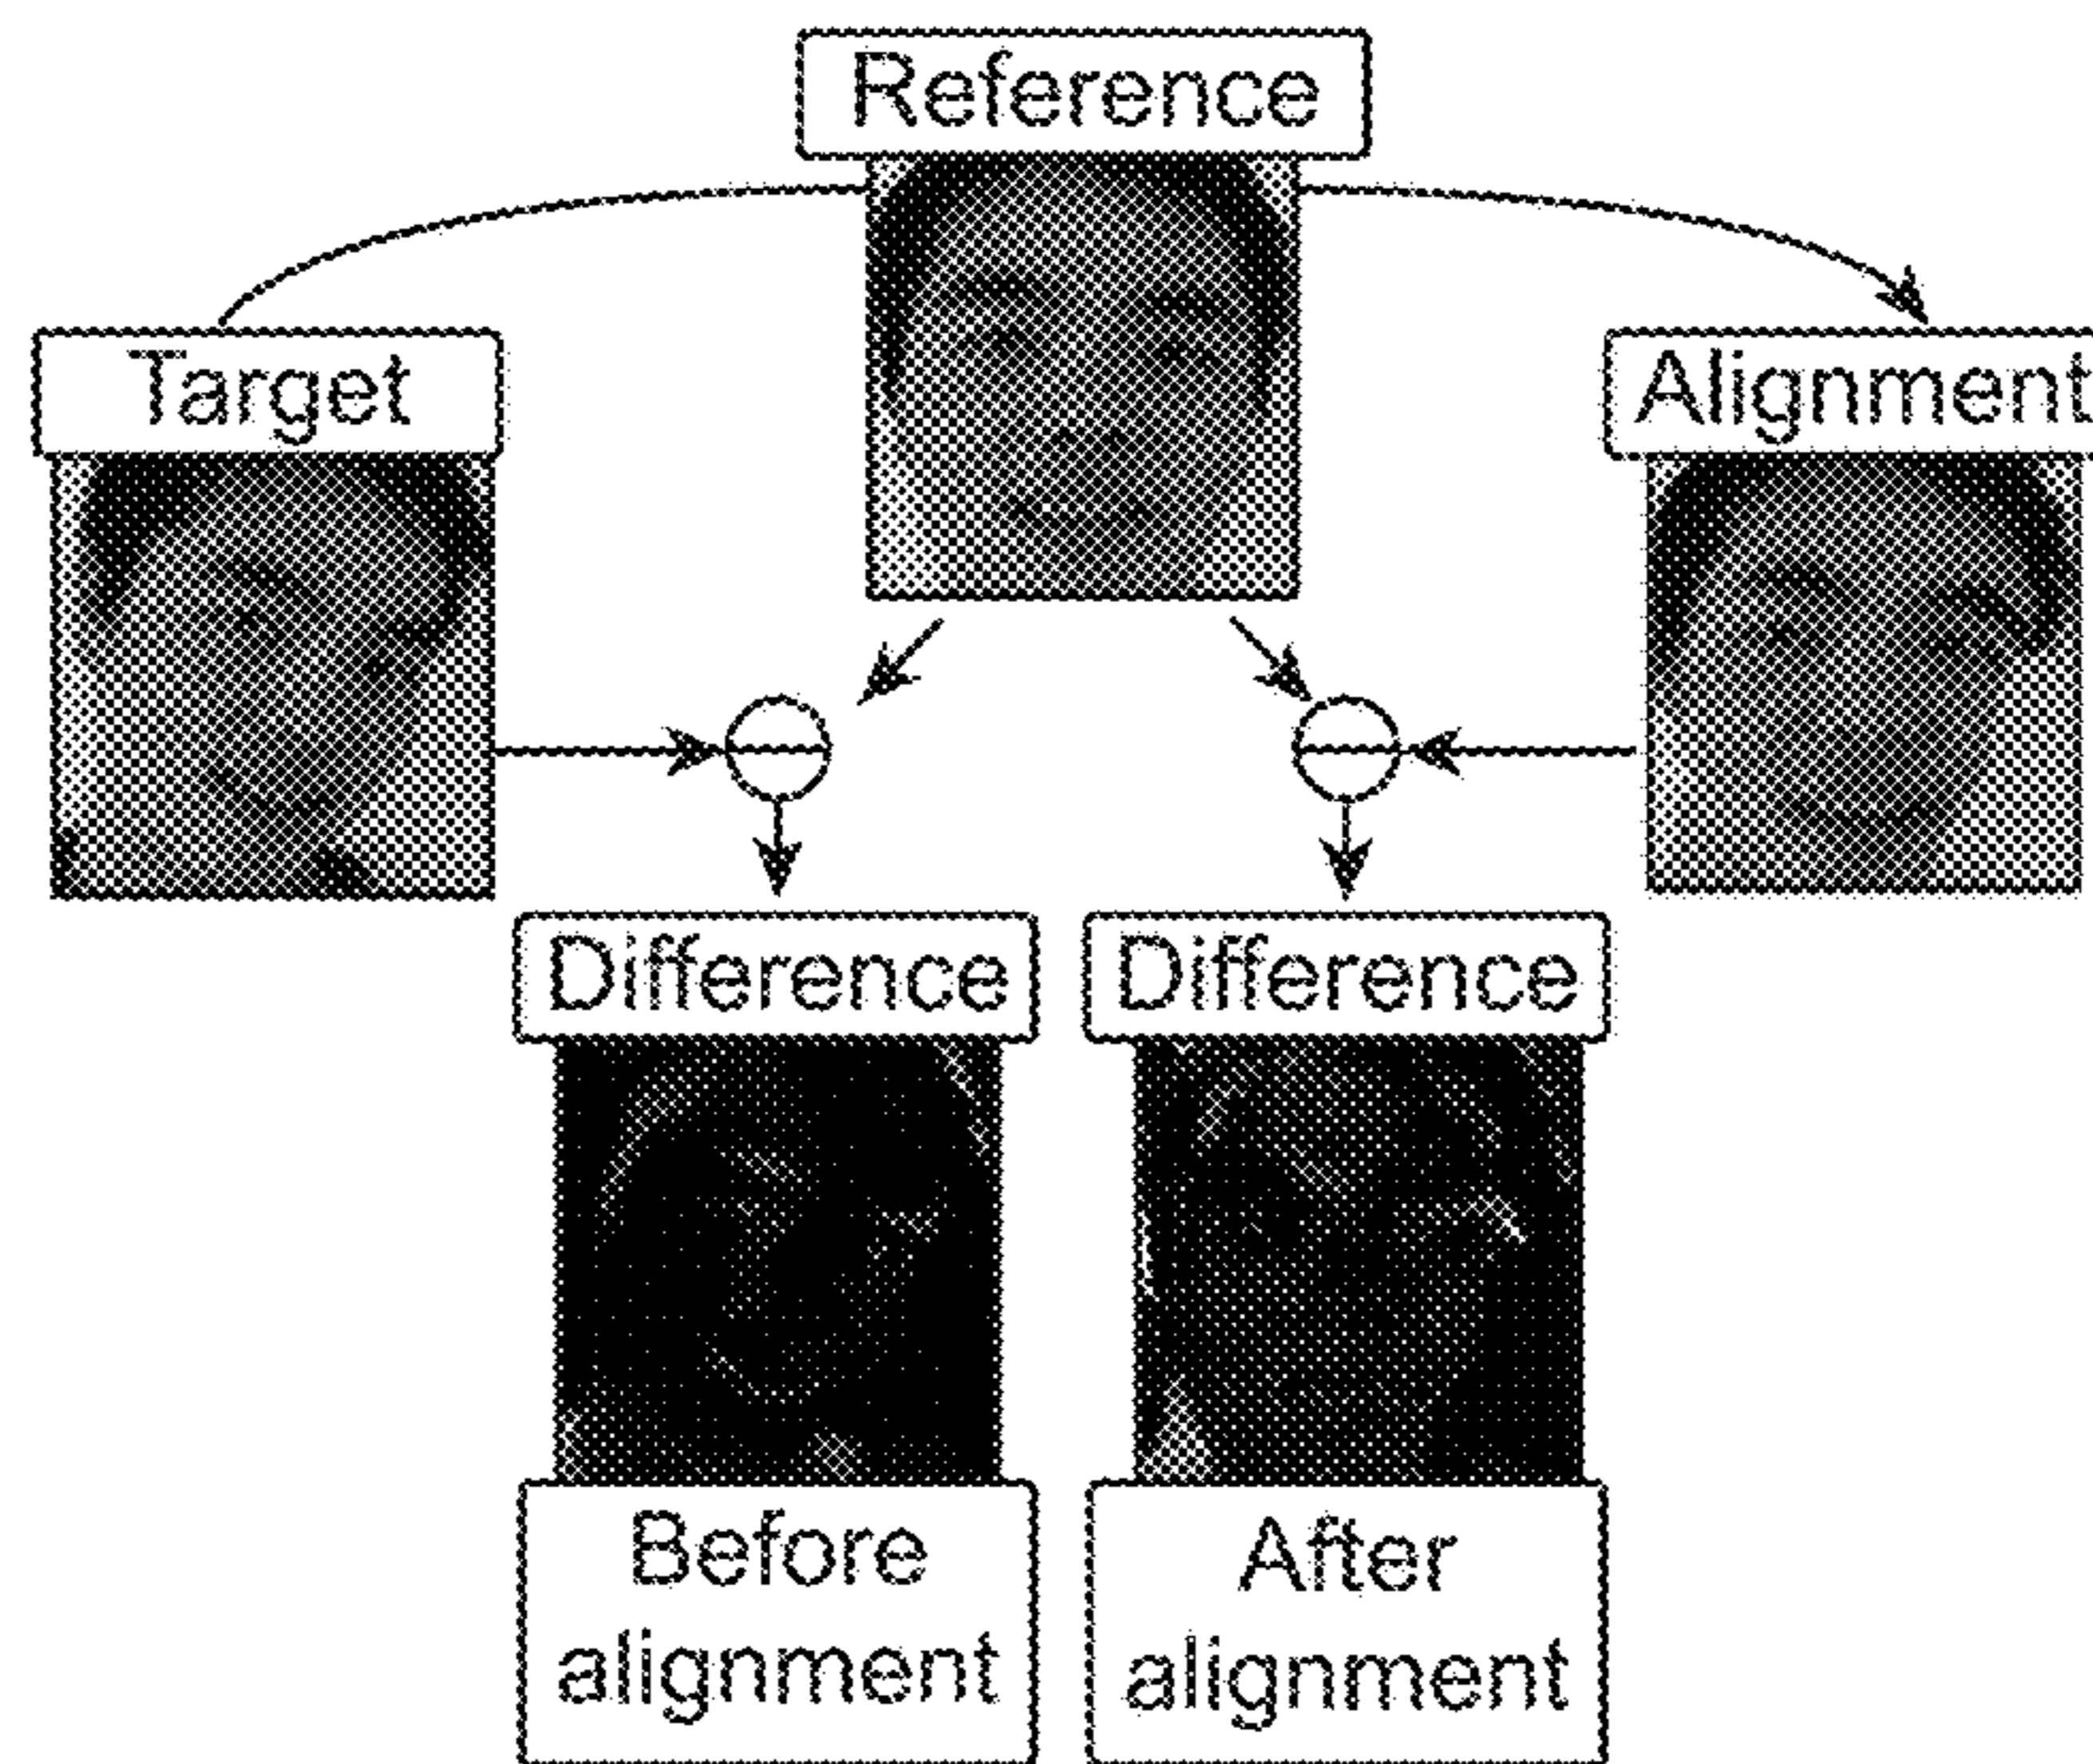 Reference
Target
Alignment
Difference
Difference
Before
alignment
After
alignment